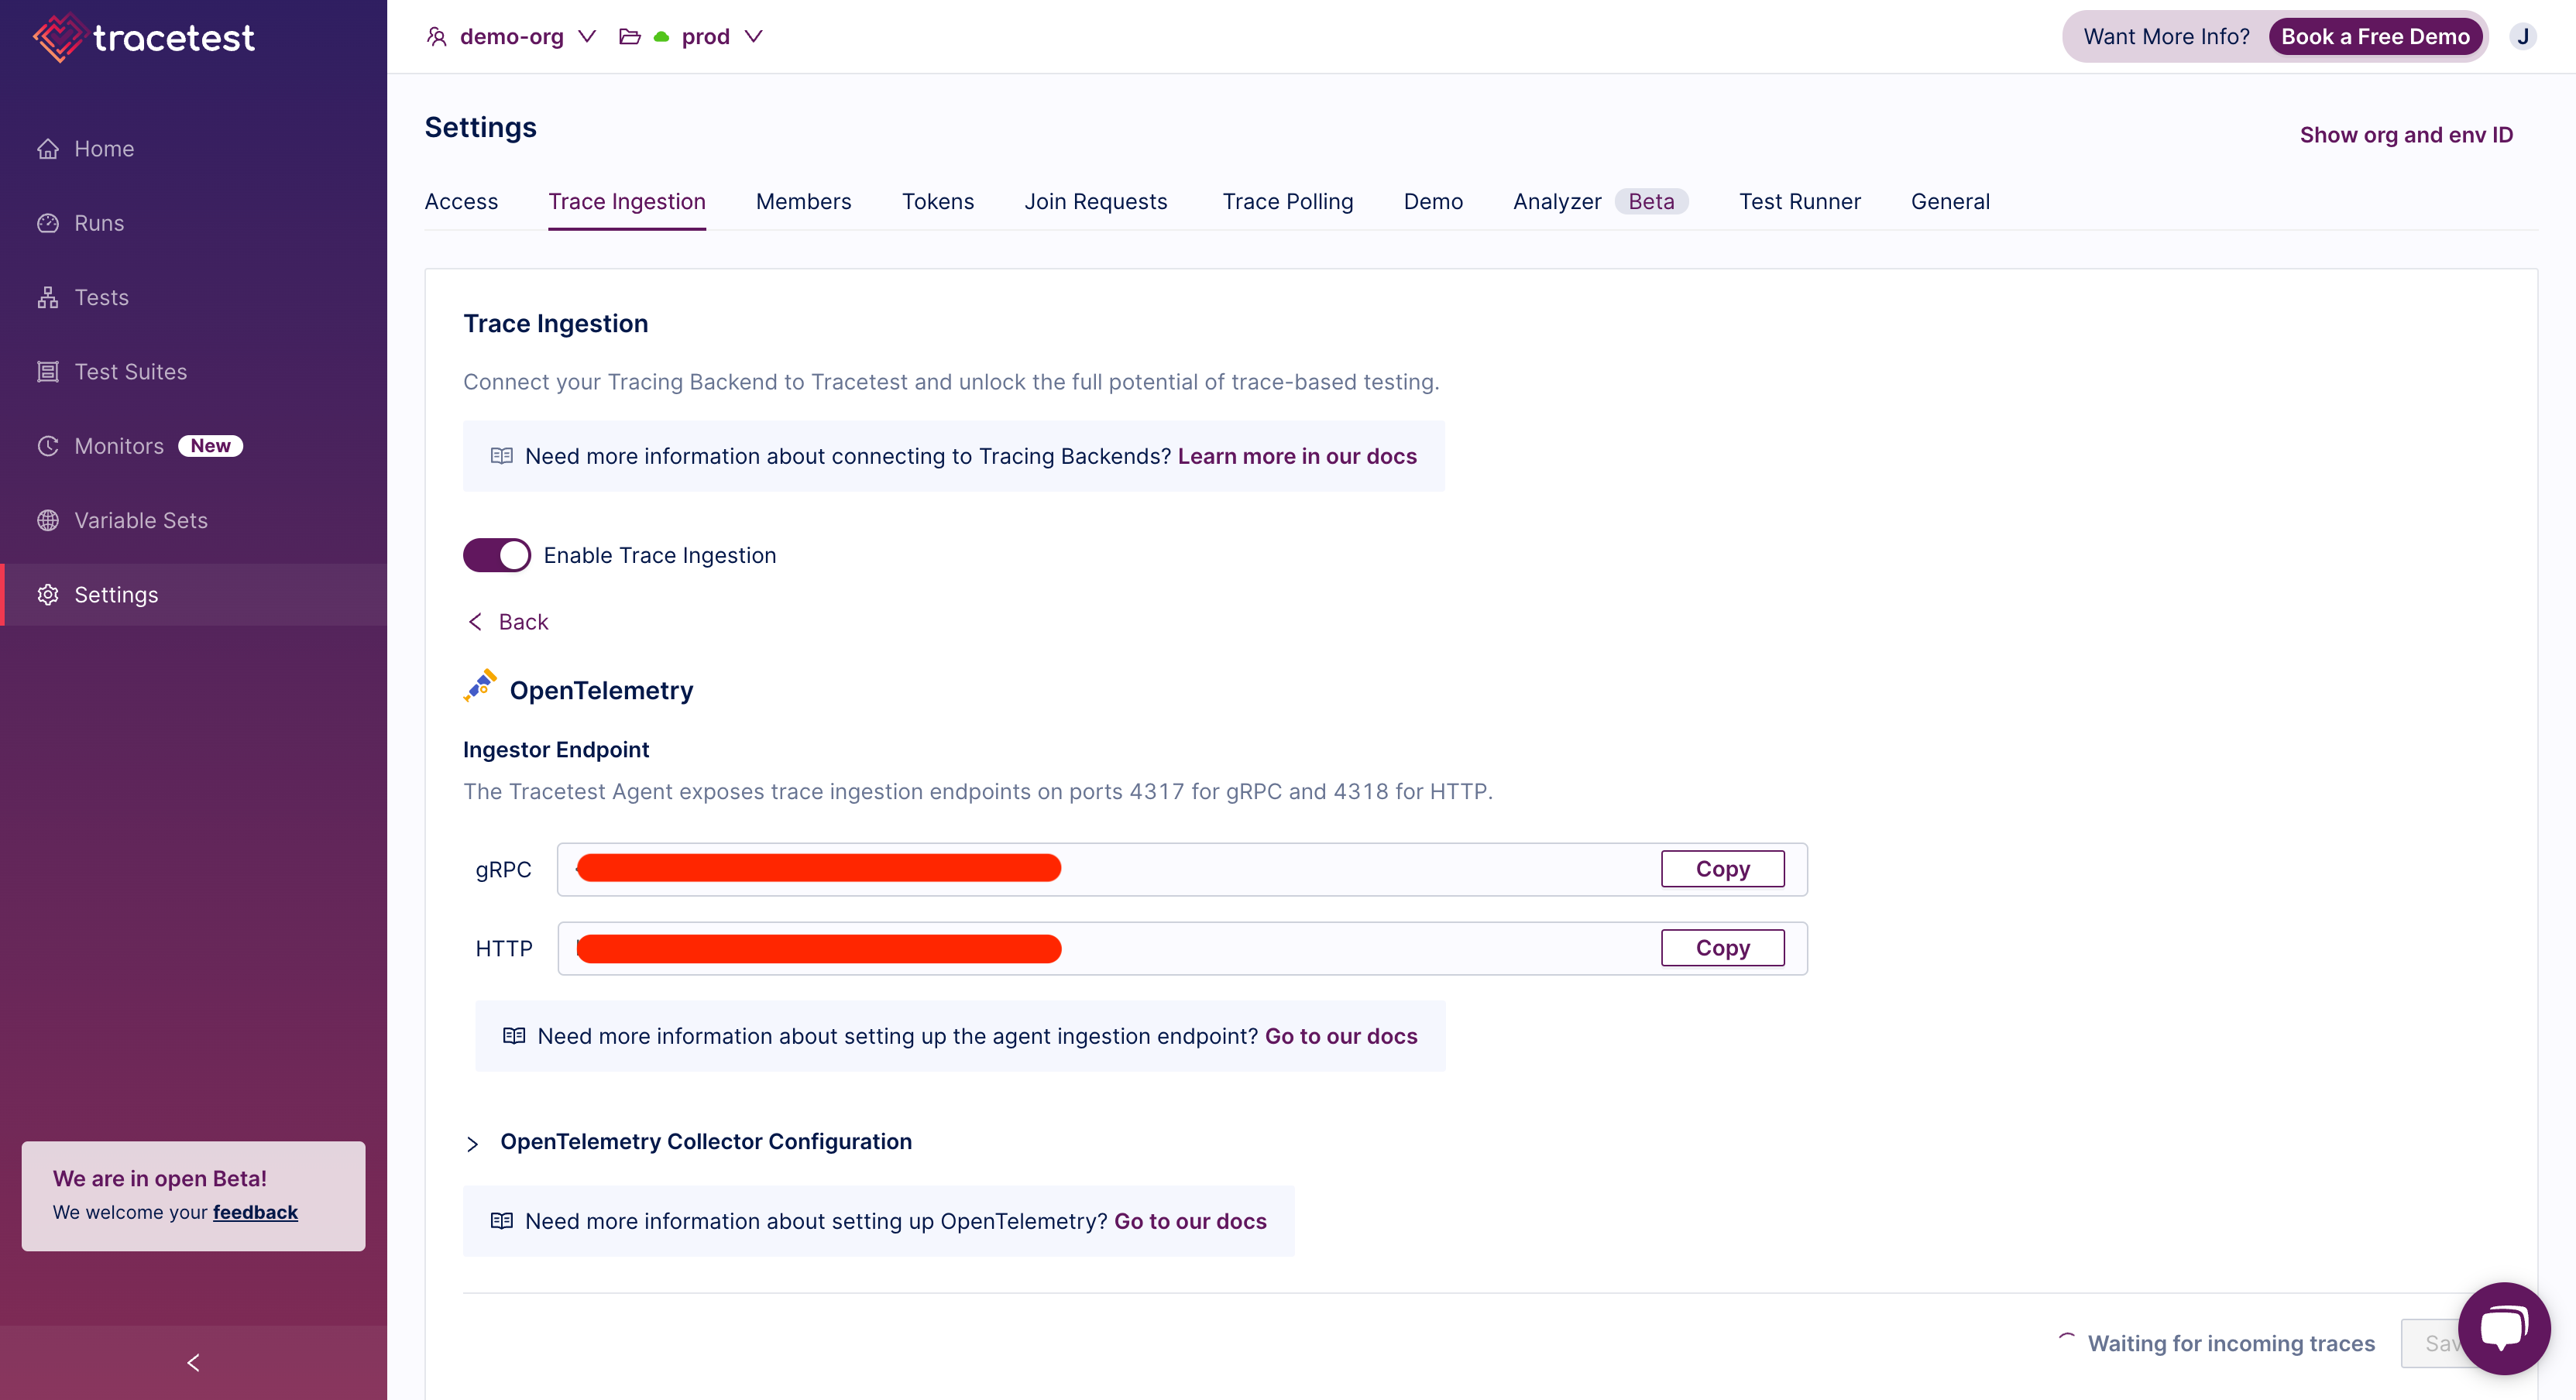 tracetest
demo-org prod
Want More Info? Book a Free Demo J
Home
Runs
Tests
Test Suites
Monitors New
Variable Sets
Settings
We are in open Beta!
We welcome your feedback
Settings
Show org and env ID
Access Trace Ingestion Members Tokens Join Requests Trace Polling Demo Analyzer Beta Test Runner General
Trace Ingestion
Connect your Tracing Backend to Tracetest and unlock the full potential of trace-based testing.
Need more information about connecting to Tracing Backends? Learn more in our docs
Enable Trace Ingestion
Back
OpenTelemetry
Ingestor Endpoint
The Tracetest Agent exposes trace ingestion endpoints on ports 4317 for gRPC and 4318 for HTTP.
gRPC Copy
HTTP Copy
Need more information about setting up the agent ingestion endpoint? Go to our docs
OpenTelemetry Collector Configuration
Need more information about setting up OpenTelemetry? Go to our docs
Waiting for incoming traces